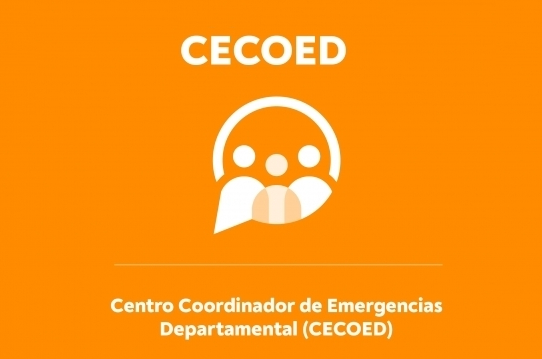 CECOED
Centro Coordinador de Emergencias
Departamental (CECOED)